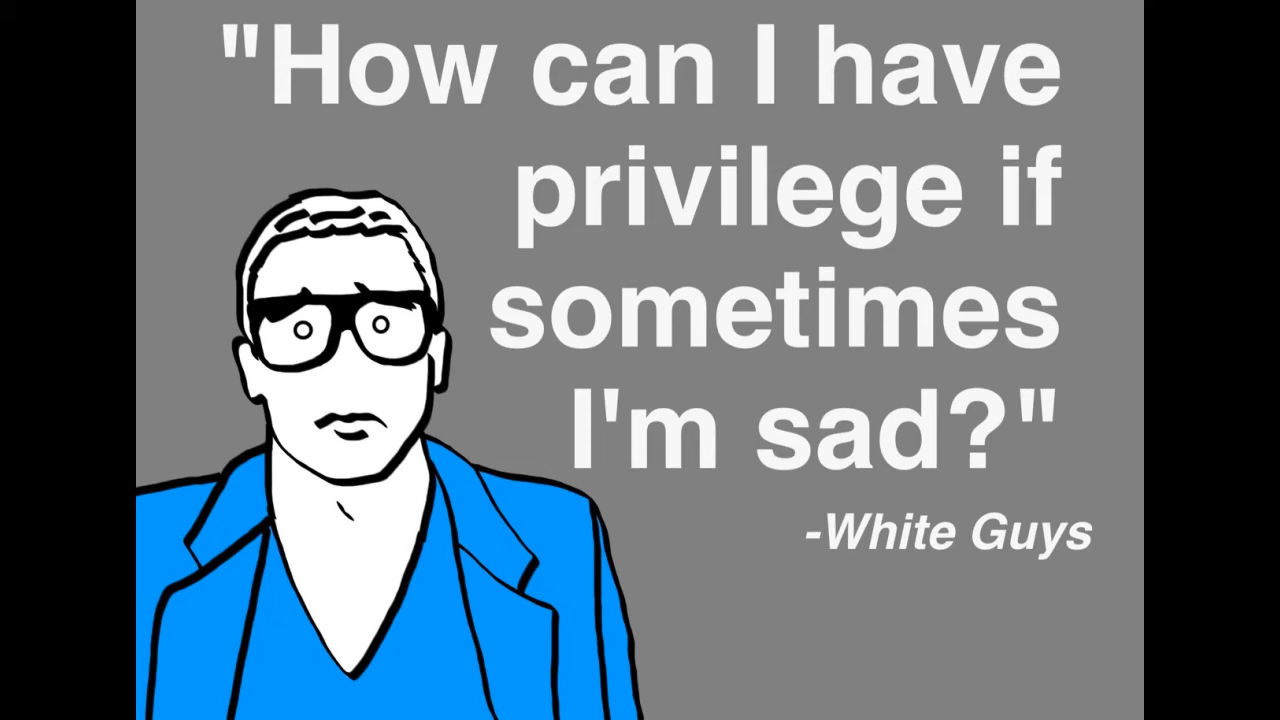 "How can I have
privilege if
sometimes
I'm sad?"
-White Guys